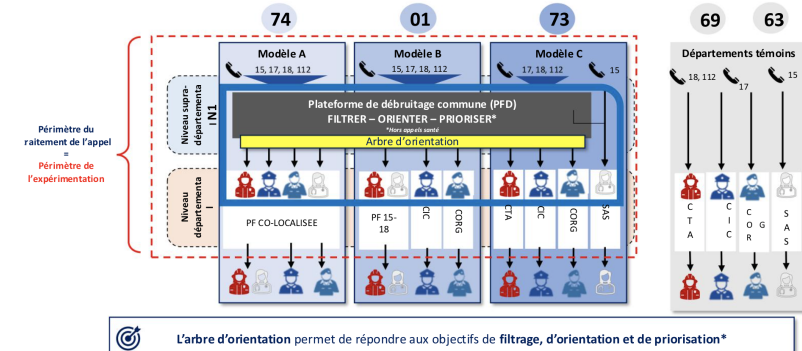 74
01
73
69
63
Modèle A
Modèle B
Modèle C
Départements témoins
15, 17, 18, 112
15, 17, 18, 112
17, 18, 112
15
18, 112
17
15
Niveau supra-
départementa
l N1
Plateforme de débruitage commune (PFD)
FILTRER – ORIENTER – PRIORISER*
*Hors appels santé
Arbre d'orientation
Périmètre du
raitement de l'appel
=
Périmètre de
l'expérimentation
Niveau
départementa
l
PF CO-LOCALISEE
PF 15-
18
CIC
CORG
CTA
CIC
CORG
SAS
C
T
A
C
I
C
C
O
R
G
S
A
S
L'arbre d'orientation permet de répondre aux objectifs de filtrage, d'orientation et de priorisation*